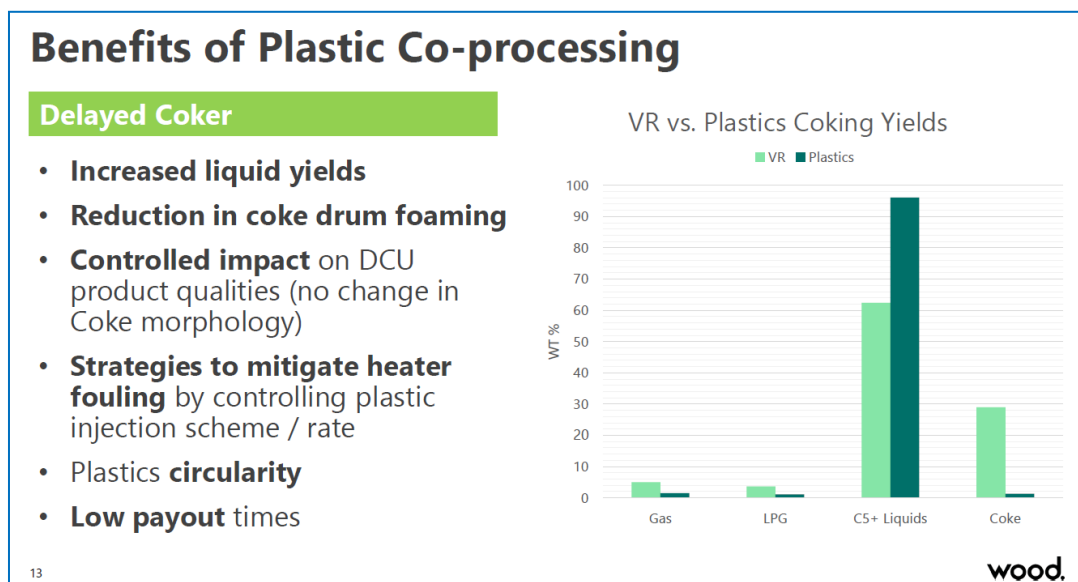 Benefits of Plastic Co-processing
Delayed Coker
• Increased liquid yields
• Reduction in coke drum foaming
• Controlled impact on DCU
product qualities (no change in
Coke morphology)
• Strategies to mitigate heater
fouling by controlling plastic
injection scheme / rate
• Plastics circularity
• Low payout times
VR vs. Plastics Coking Yields
VR Plastics
100
90
80
70
60
50
40
30
20
10
0
WT %
Gas LPG C5+ Liquids Coke
13
wood.